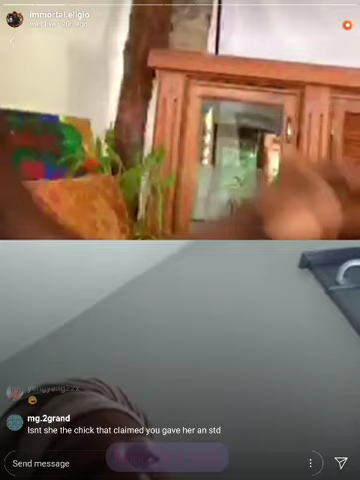 immortal.eligio
mg.2grand
Isnt she the chick that claimed you gave her an std
Send message